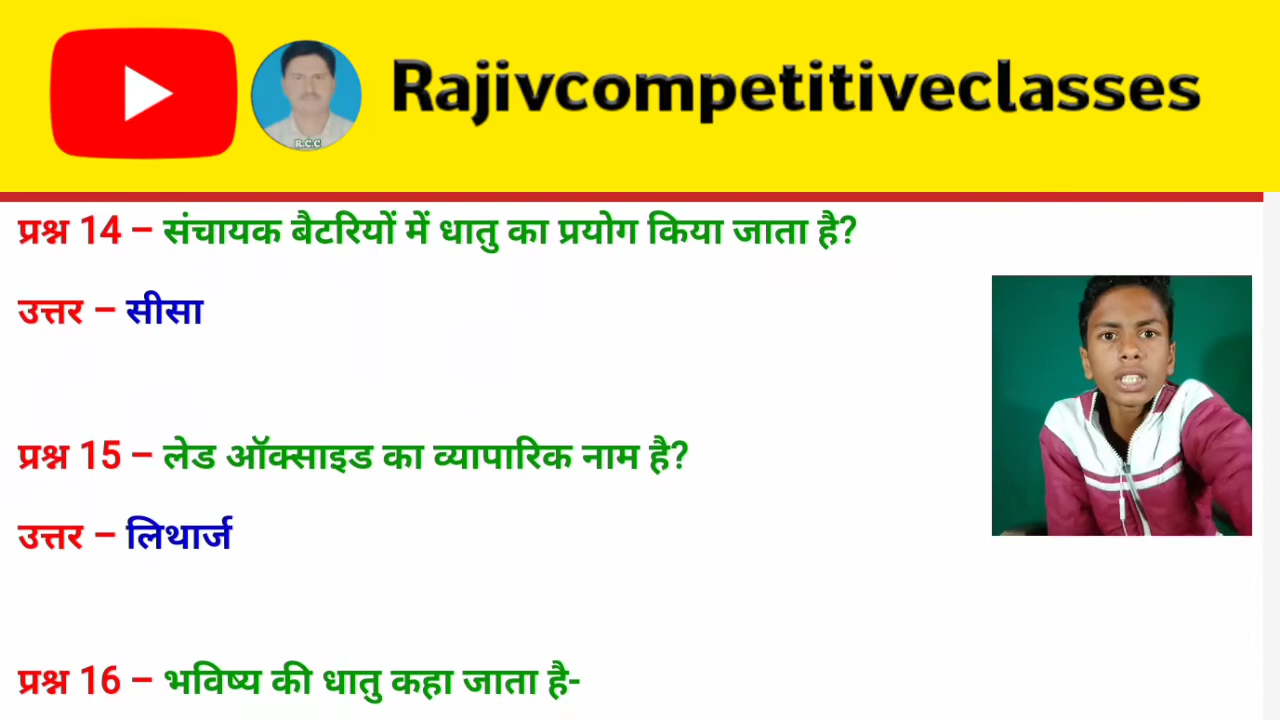 Rajivcompetitiveclasses
R.C.C
प्रश्न 14 – संचायक बैटरियों में धातु का प्रयोग किया जाता है?
उत्तर – सीसा
प्रश्न 15 – लेड ऑक्साइड का व्यापारिक नाम है?
उत्तर – लिथार्ज
प्रश्न 16 – भविष्य की धातु कहा जाता है-